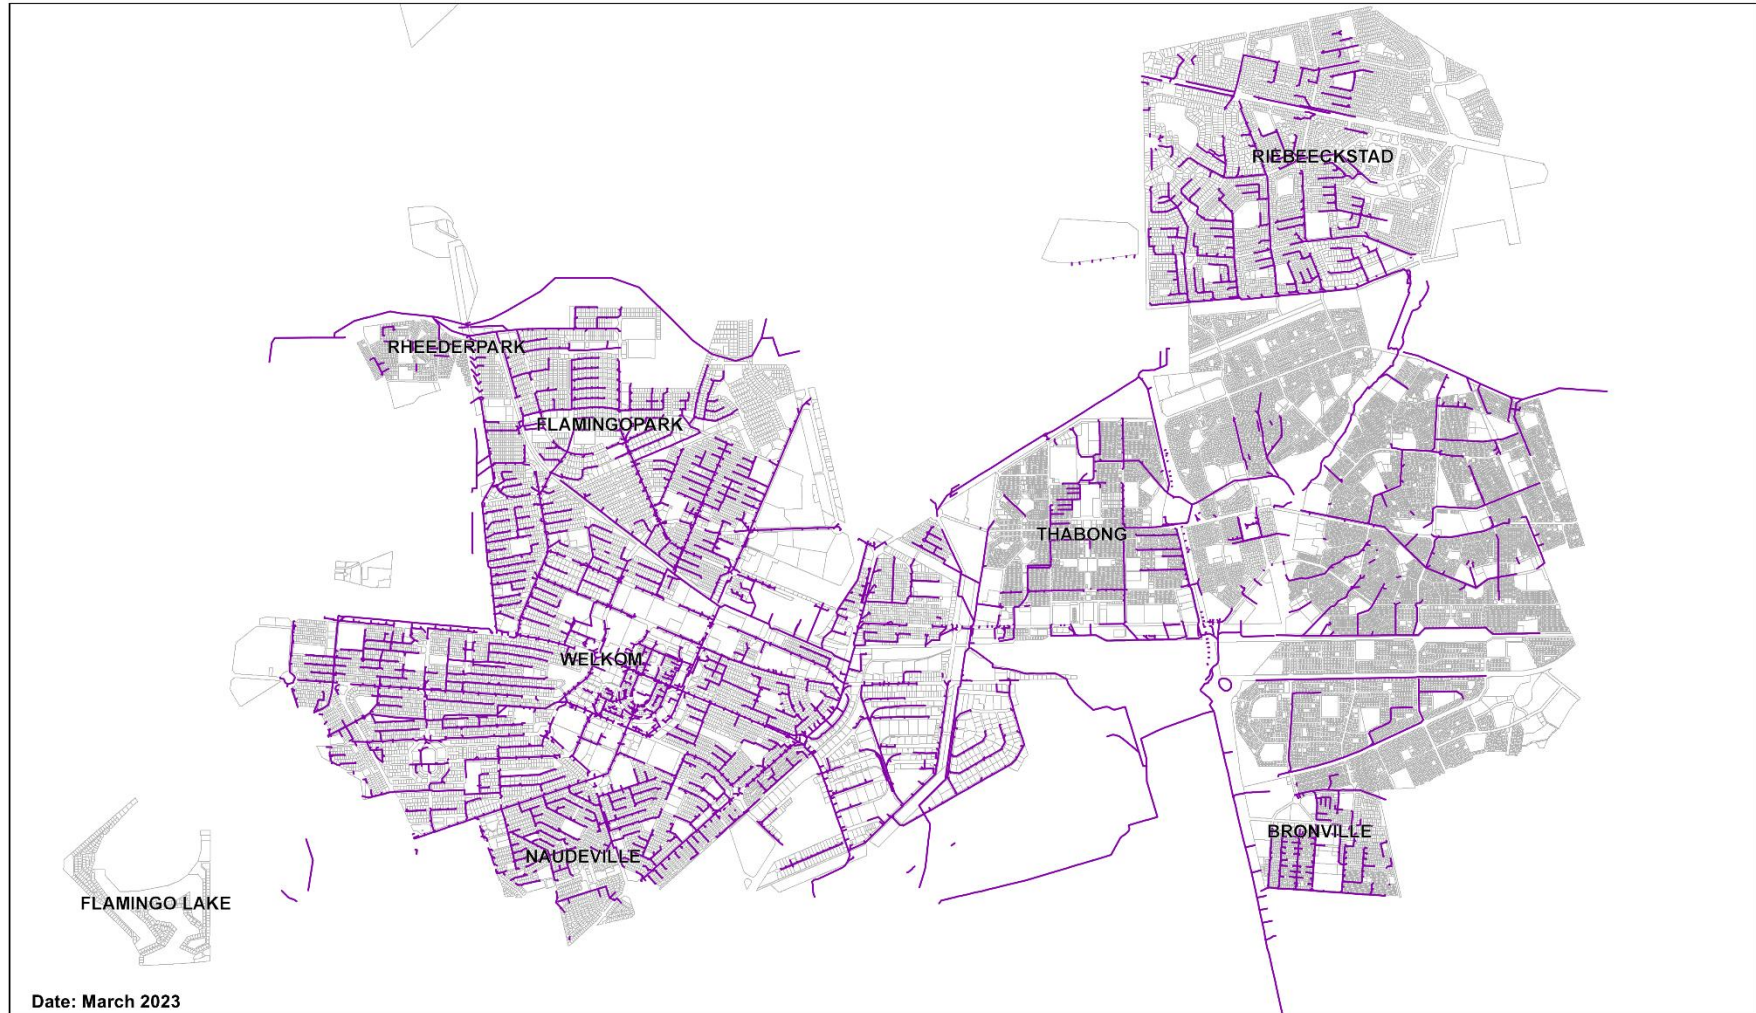 RIEBEECKSTAD
RHEEDERPARK
FLAMINGOPARK
THABONG
WELKOM
BRONVILLE
NAUDEVILLE
FLAMINGO LAKE
Date: March 2023